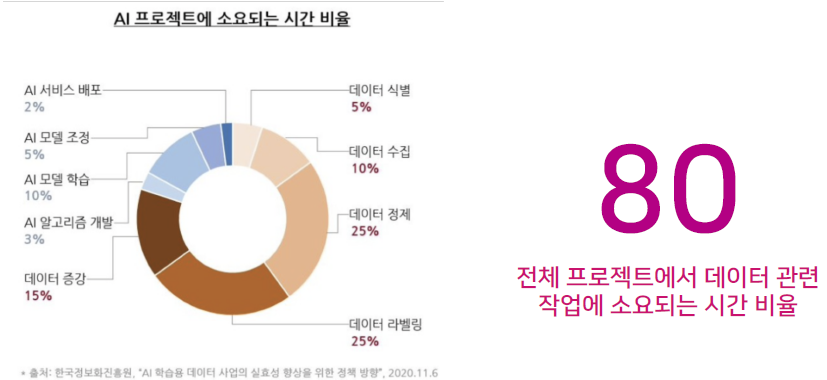 AI 프로젝트에 소요되는 시간 비율
AI 서비스 배포
2%
AI 모델 조정
5%
AI 모델 학습
10%
AI 알고리즘 개발
3%
데이터 증강
15%
데이터 식별
5%
데이터 수집
10%
데이터 정제
25%
데이터 라벨링
25%
* 출처: 한국정보화진흥원, "AI 학습용 데이터 사업의 실효성 향상을 위한 정책 방향", 2020.11.6
80
전체 프로젝트에서 데이터 관련
작업에 소요되는 시간 비율